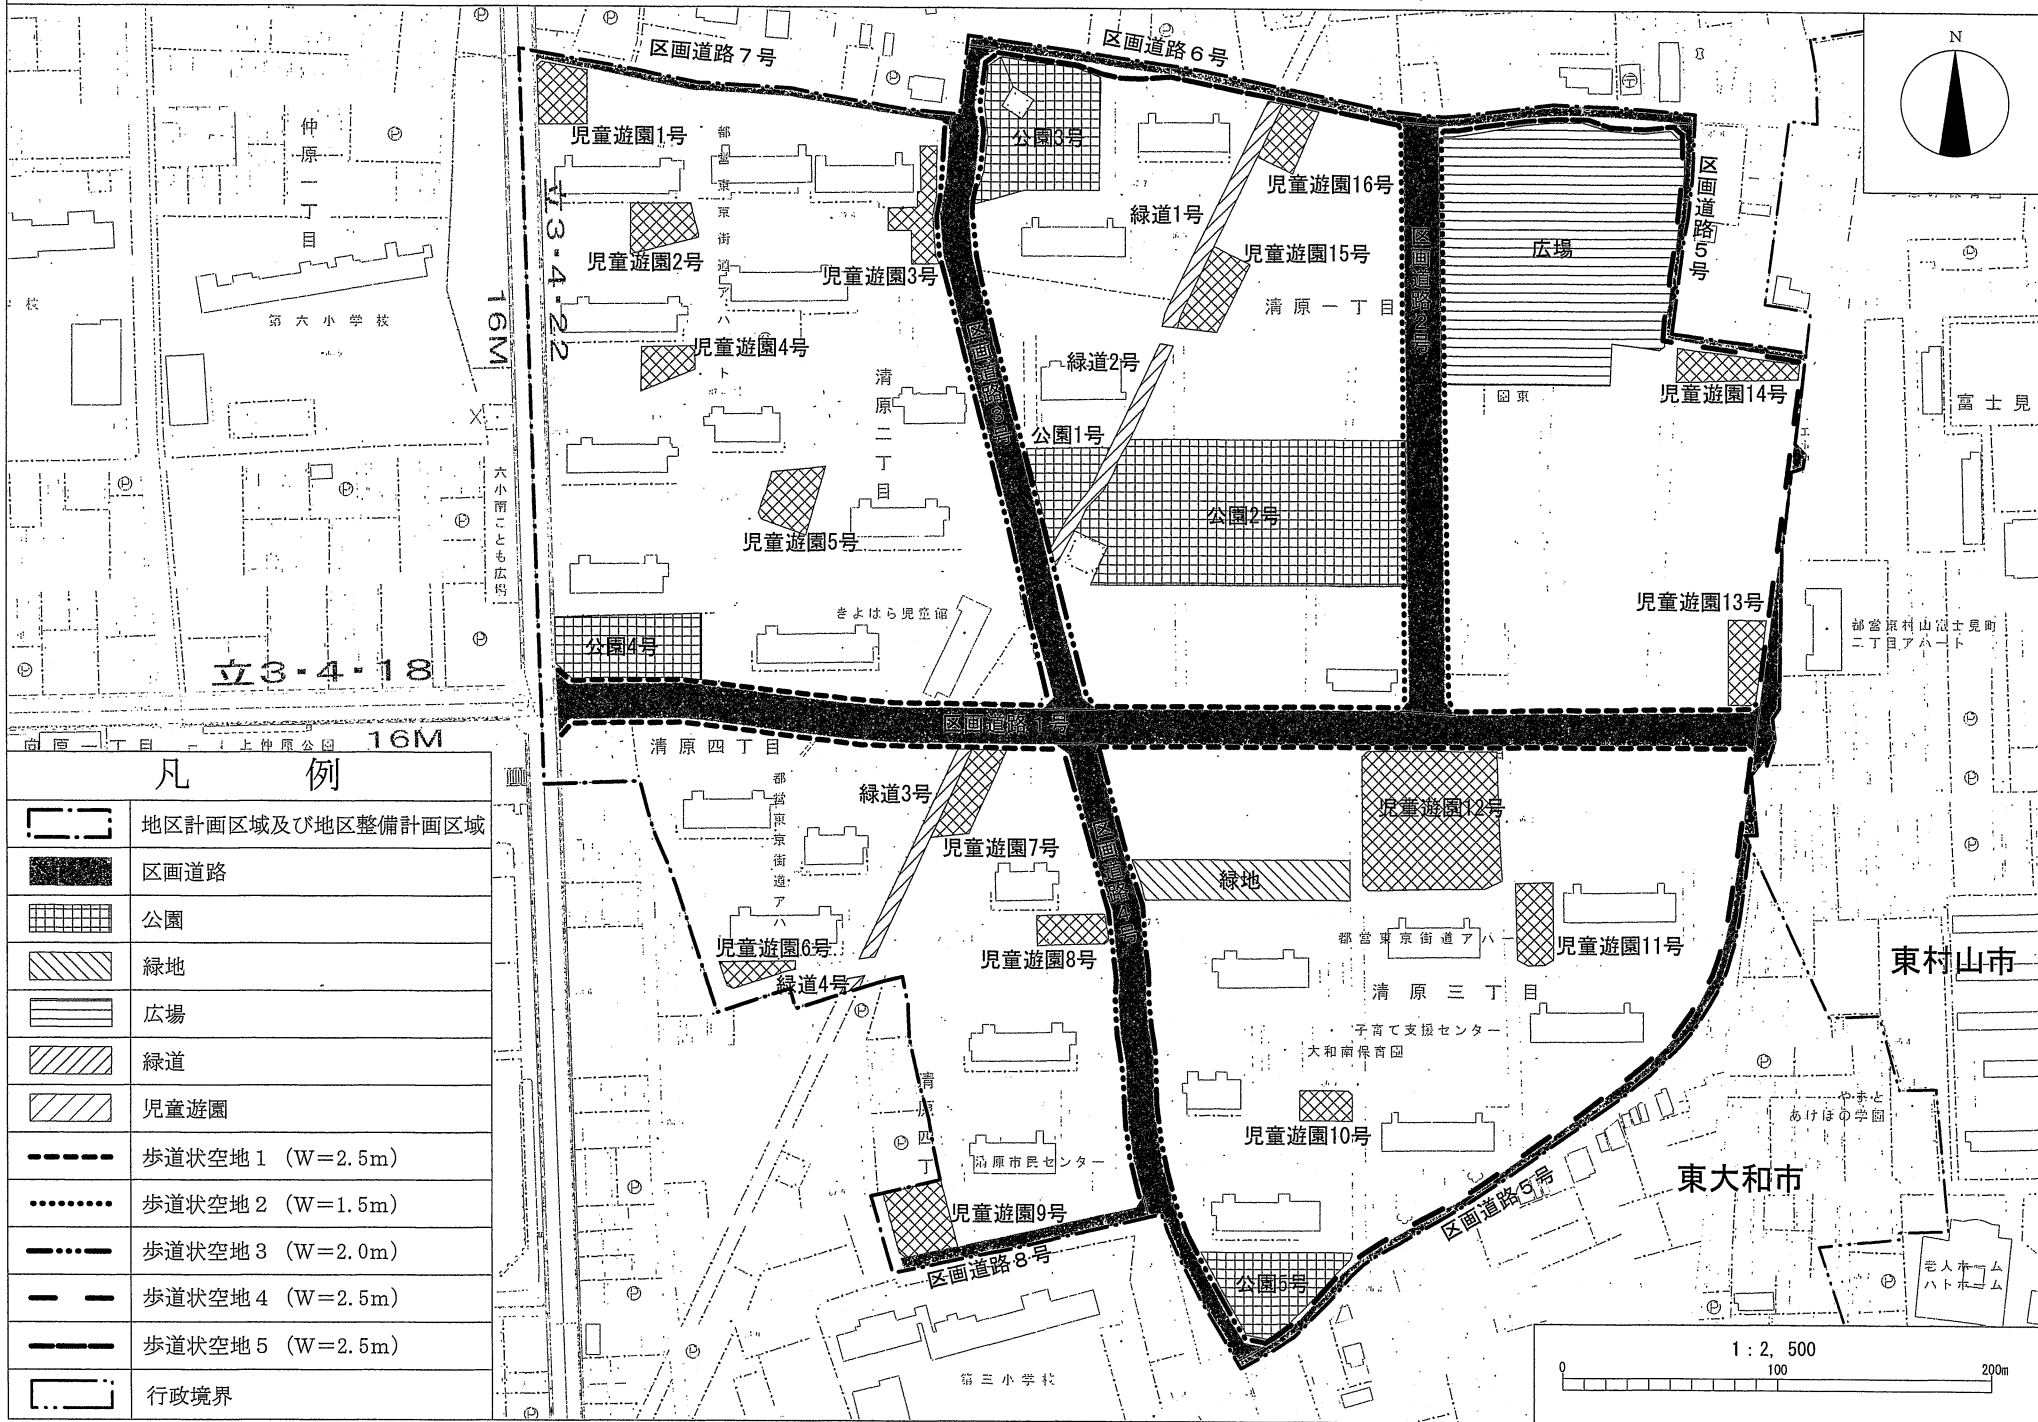 N
区画道路7号
区画道路6号
仲原一丁目
児童遊園1号
公園3号
児童遊園16号
区画道路5号
緑道1号
児童遊園2号
児童遊園3号
児童遊園15号
広場
立3・4・22
16M
都営東京街道アパート
第六小学校
清原一丁目
区画道路2号
児童遊園4号
区画道路3号
緑道2号
児童遊園14号
清原二丁目
富士見
公園1号
六小南こども広場
公園2号
児童遊園5号
きよはら児童館
児童遊園13号
都営東村山富士見町
二丁目アパート
公園4号
立3・4・18
区画道路1号
向原一丁目
上仲原公園
16M
清原四丁目
凡例
地区計画区域及び地区整備計画区域
区画道路
公園
緑地
広場
緑道
児童遊園
歩道状空地1 (W=2.5m)
歩道状空地2 (W=1.5m)
歩道状空地3 (W=2.0m)
歩道状空地4 (W=2.5m)
歩道状空地5 (W=2.5m)
行政境界
都営東京街道アパ
緑道3号
児童遊園7号
児童遊園12号
区画道路4号
緑地
児童遊園6号
児童遊園8号
都営東京街道アパー
児童遊園11号
東村山市
緑道4号
清原三丁目
子育て支援センター
大和南保育園
清原四丁
児童遊園10号
やまと
あけぼの学園
清原市民センター
東大和市
児童遊園9号
区画道路5号
区画道路8号
公園5号
老人ホーム
ハトホーム
第三小学校
1:2,500
0 100 200m